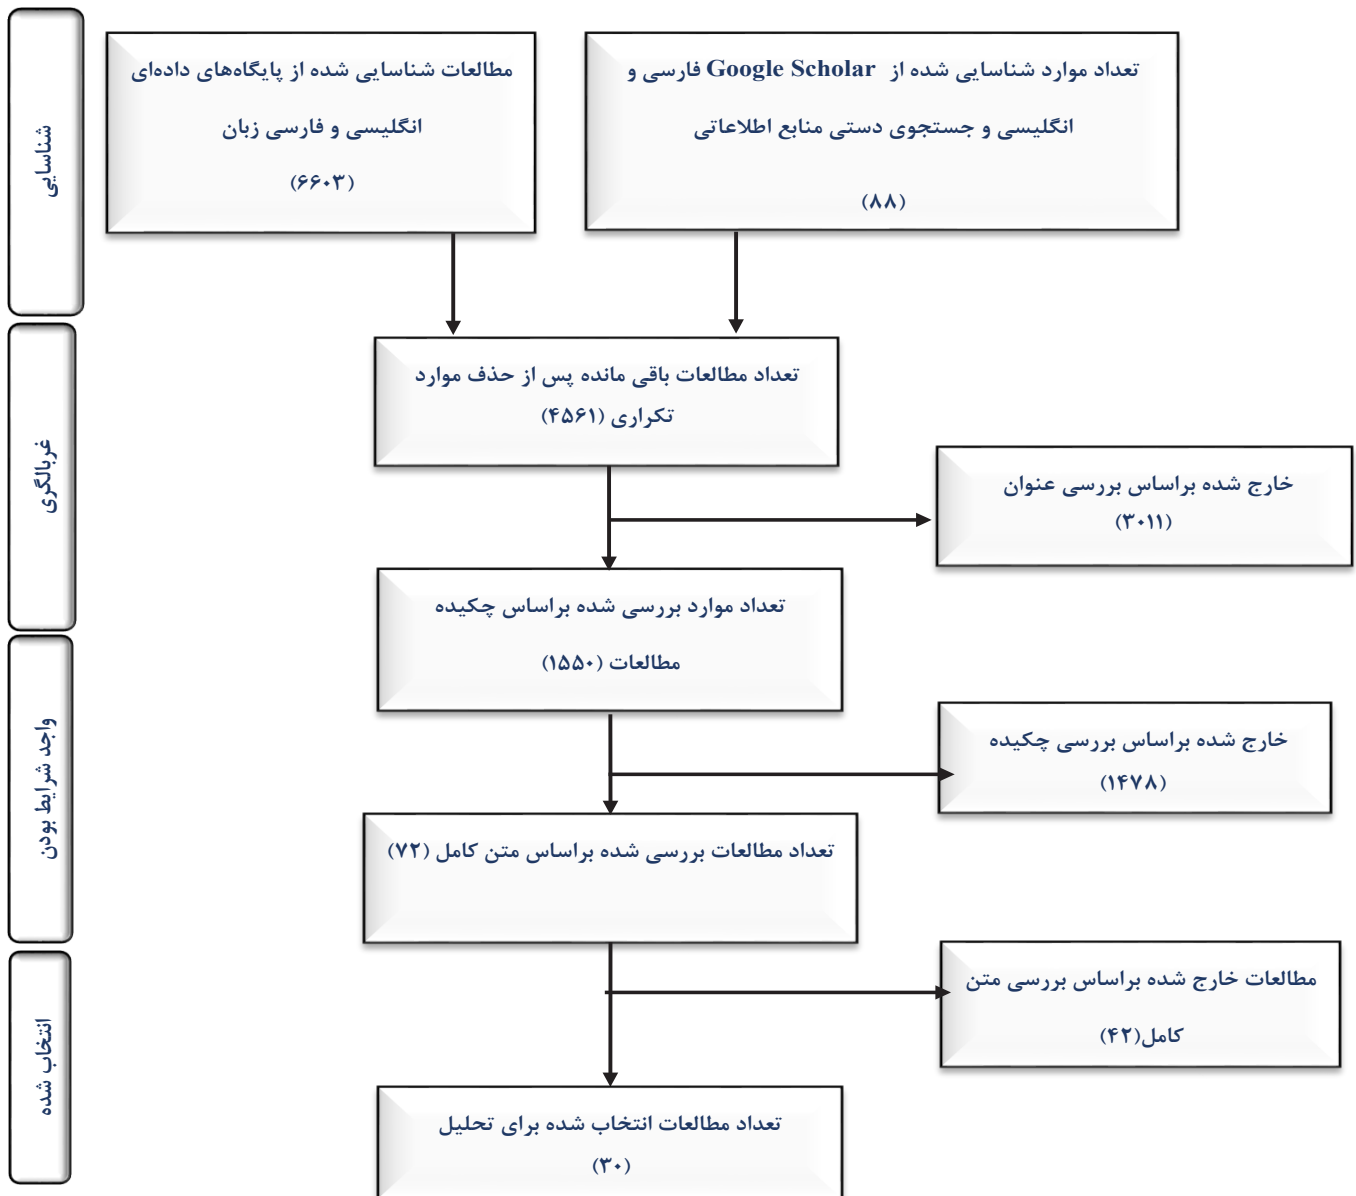 شناسایی
مطالعات شناسایی شده از پایگاه‌های داده‌ای
انگلیسی و فارسی زبان
(۶۶۰۳)
تعداد موارد شناسایی شده از Google Scholar فارسی و
انگلیسی و جستجوی دستی منابع اطلاعاتی
(۸۸)
غربالگری
تعداد مطالعات باقی مانده پس از حذف موارد
تکراری (۴۵۶۱)
خارج شده براساس بررسی عنوان
(۳۰۱۱)
تعداد موارد بررسی شده براساس چکیده
مطالعات (۱۵۵۰)
واجد شرایط بودن
خارج شده براساس بررسی چکیده
(۱۴۷۸)
تعداد مطالعات بررسی شده براساس متن کامل (۷۲)
انتخاب شده
مطالعات خارج شده براساس بررسی متن
کامل(۴۲)
تعداد مطالعات انتخاب شده برای تحلیل
(۳۰)